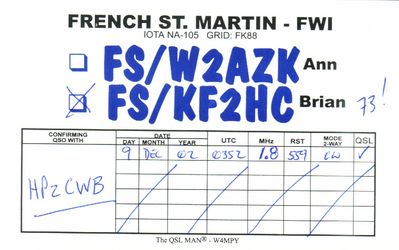 FRENCH ST. MARTIN - FWI
IOTA NA-105 GRID: FK88
FS/W2AZK Ann
FS/KF2HC Brian 73!
CONFIRMING QSO WITH DAY DATE MONTH YEAR UTC MHz RST MODE 2-WAY QSL
HP2CWB 9 DEC 02 0352 1.8 559 CW ✓
The QSL MAN® - W4MPY